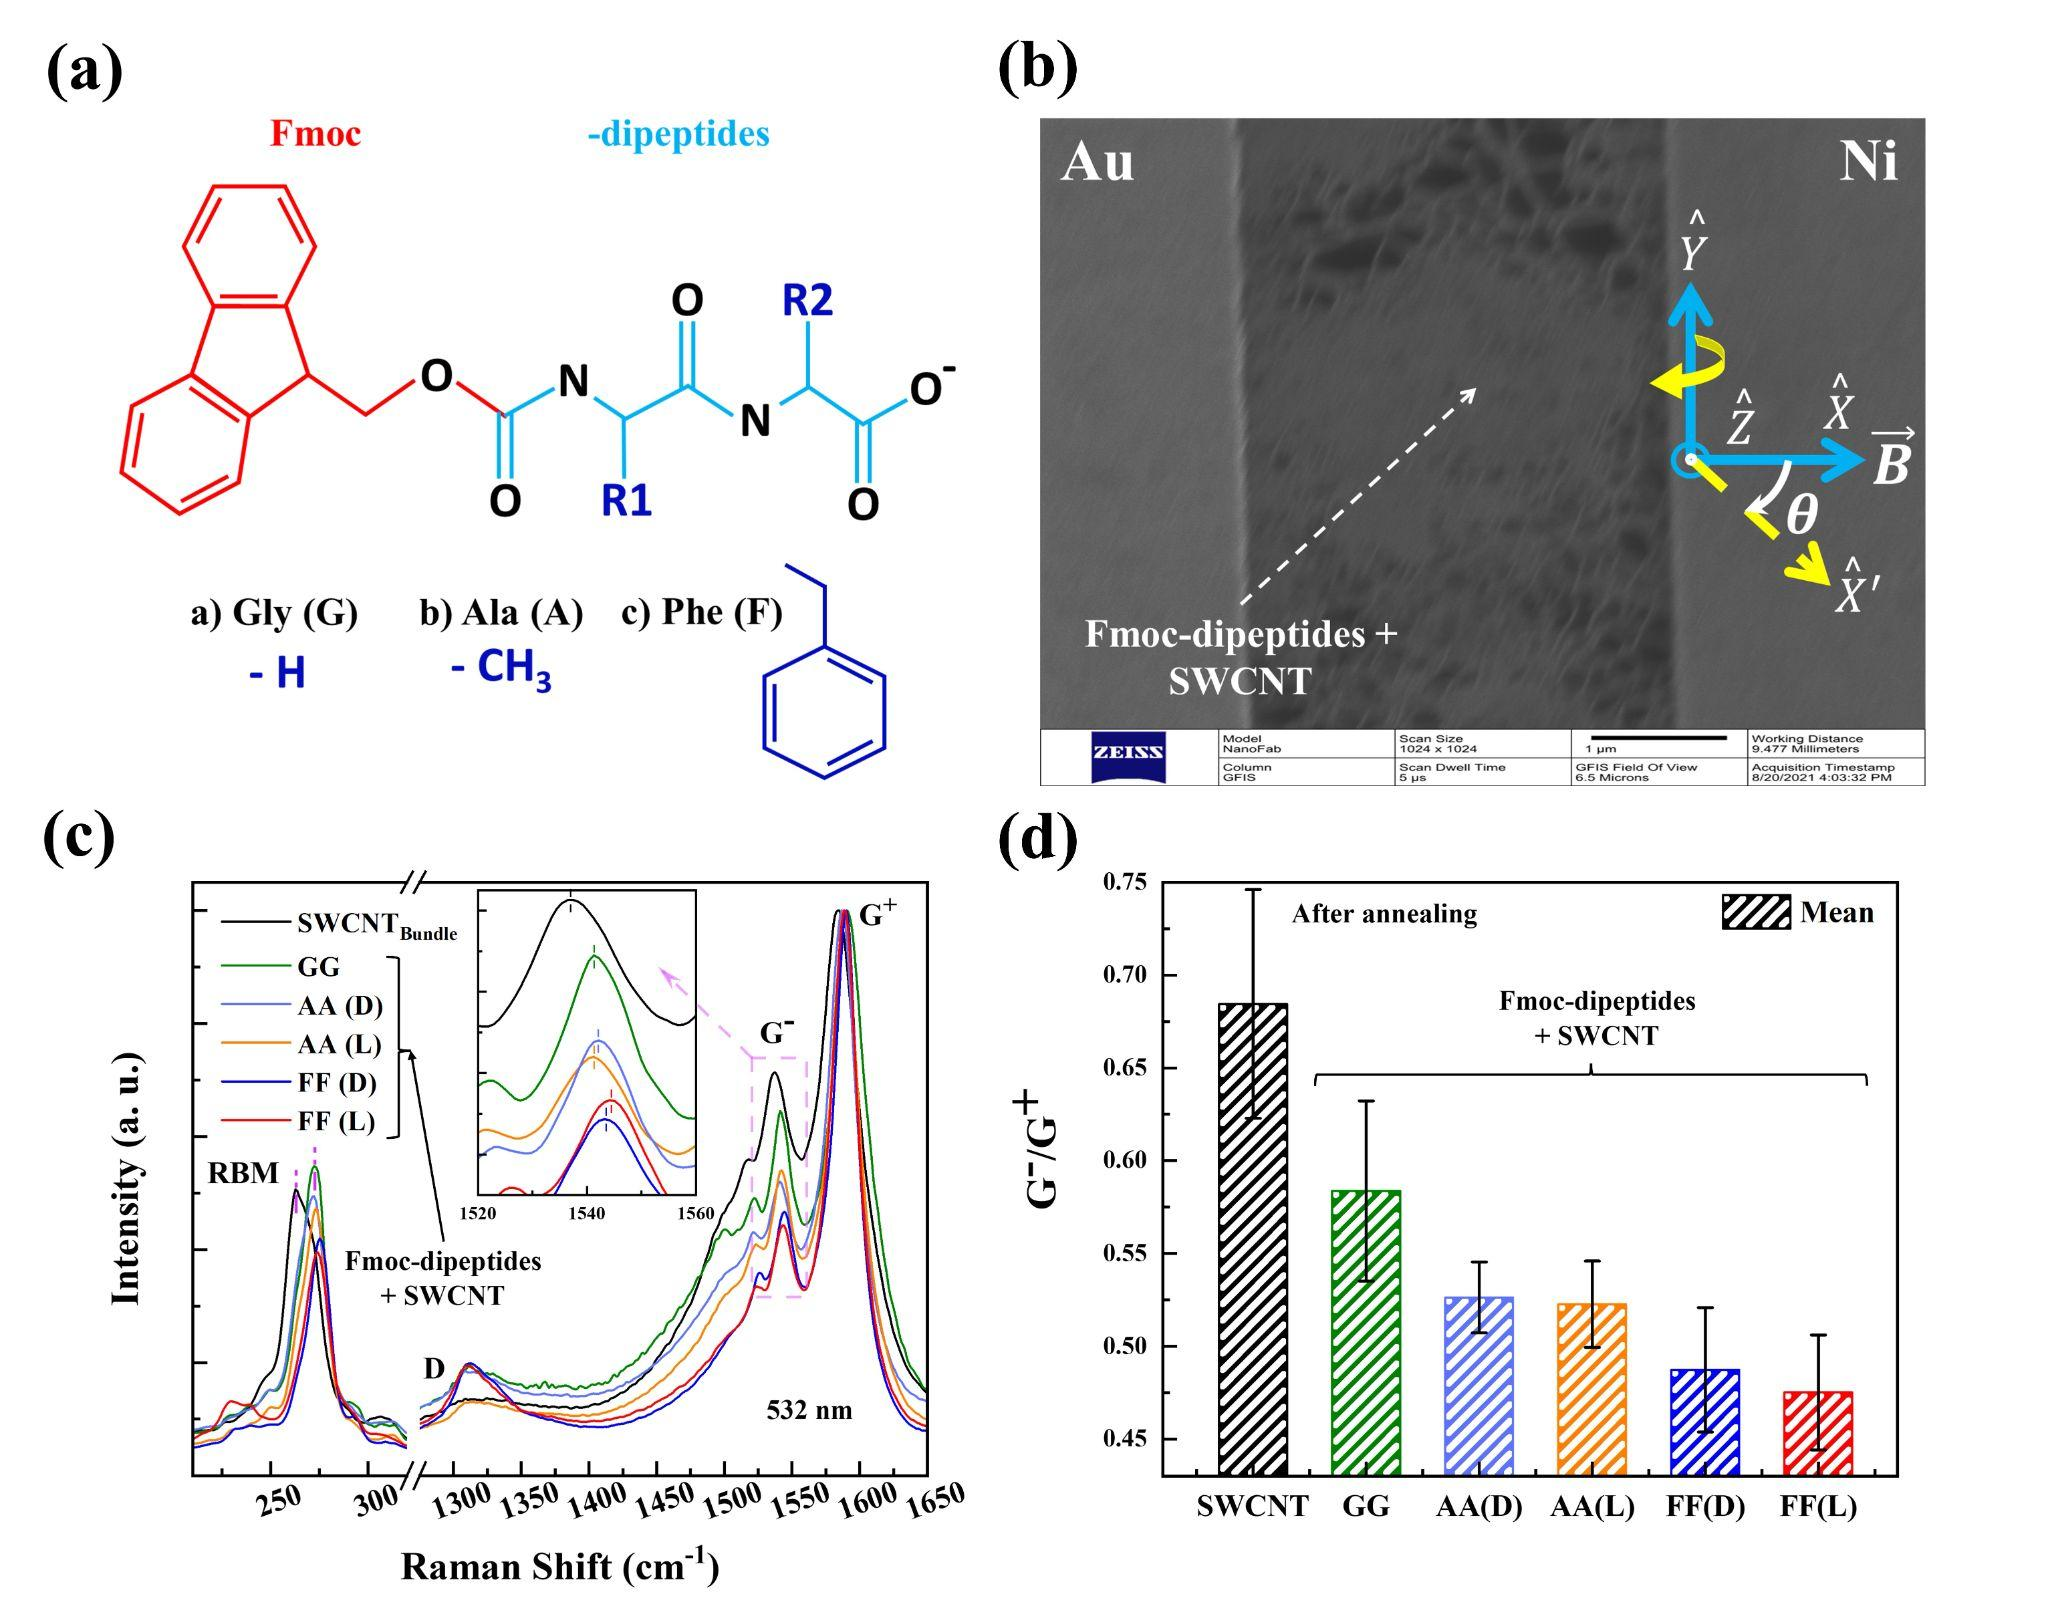 (a)
Fmoc -dipeptides
O
R2
O
N
O⁻
N
O
R1
O
a) Gly (G) b) Ala (A) c) Phe (F)
- H - CH₃
(b)
Au Ni
Ŷ
Ẑ
X̂
B⃗
θ
X̂′
Fmoc-dipeptides +
SWCNT
ZEISS
Model
NanoFab
Column
GFIS
Scan Size
1024 x 1024
Scan Dwell Time
5 µs
1 µm
GFIS Field Of View
6.5 Microns
Working Distance
9.477 Millimeters
Acquisition Timestamp
8/20/2021 4:03:32 PM
(c)
Intensity (a. u.)
SWCNT_Bundle
GG
AA (D)
AA (L)
FF (D)
FF (L)
RBM
Fmoc-dipeptides
+ SWCNT
1520 1540 1560
G⁻
G⁺
D
532 nm
250 300 1300 1350 1400 1450 1500 1550 1600 1650
Raman Shift (cm⁻¹)
(d)
G⁻/G⁺
0.75
0.70
0.65
0.60
0.55
0.50
0.45
After annealing
Mean
Fmoc-dipeptides
+ SWCNT
SWCNT GG AA(D) AA(L) FF(D) FF(L)